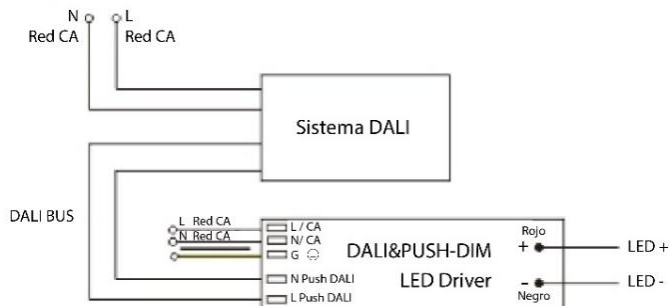 N L
Red CA Red CA
Sistema DALI
DALI BUS
L Red CA
N Red CA
L / CA
N/ CA
G
N Push DALI
L Push DALI
DALI&PUSH-DIM
LED Driver
Rojo
+
-
Negro
LED +
LED -